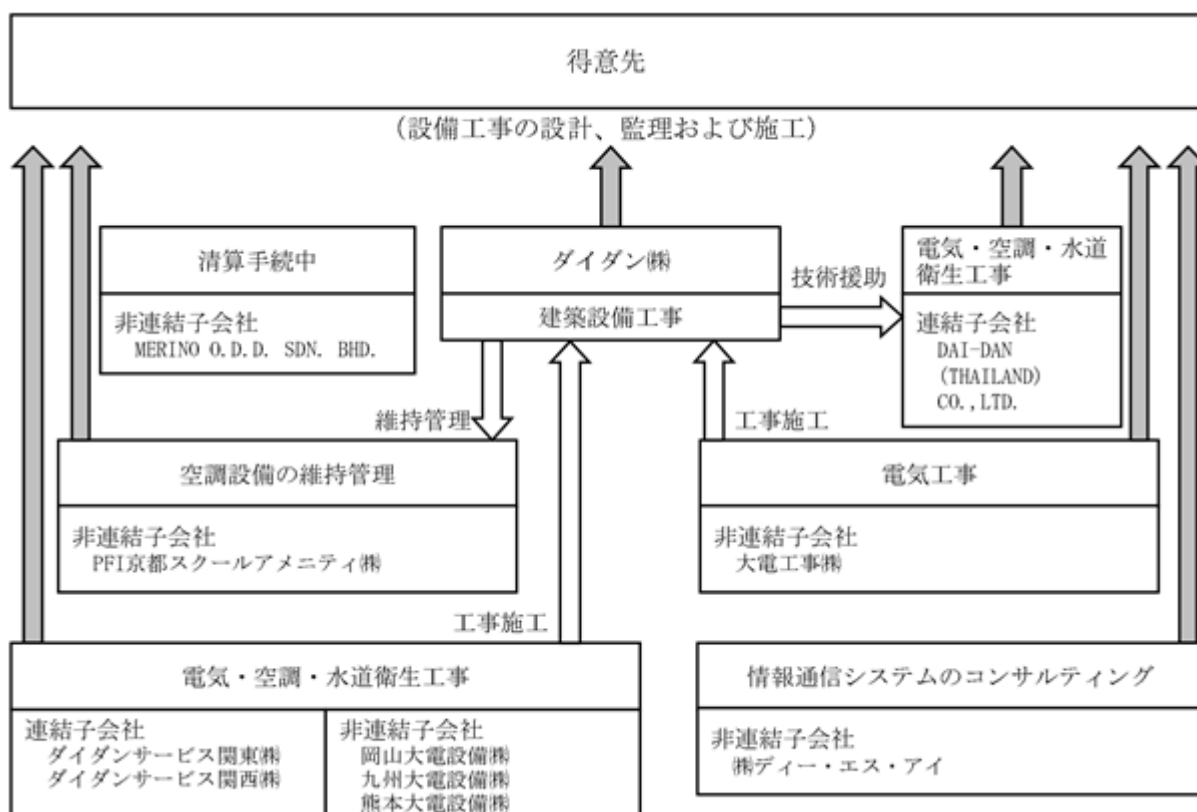 得意先
(設備工事の設計、監理および施工)
清算手続中
非連結子会社
MERINO O.D.D. SDN. BHD.
ダイダン㈱
建築設備工事
技術援助
電気・空調・水道
衛生工事
連結子会社
DAI-DAN
(THAILAND)
CO.,LTD.
維持管理
工事施工
空調設備の維持管理
非連結子会社
PFI京都スクールアメニティ㈱
電気工事
非連結子会社
大電工事㈱
工事施工
電気・空調・水道衛生工事
連結子会社
ダイダンサービス関東㈱
ダイダンサービス関西㈱
非連結子会社
岡山大電設備㈱
九州大電設備㈱
熊本大電設備㈱
情報通信システムのコンサルティング
非連結子会社
㈱ディー・エス・アイ